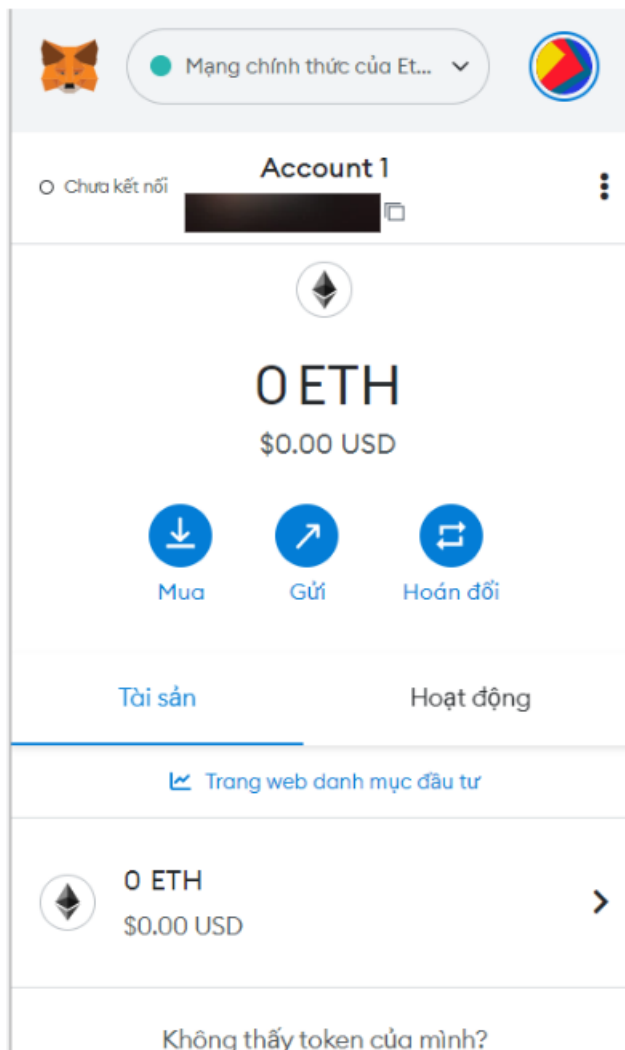 Mạng chính thức của Et...
Account 1
Chưa kết nối
0 ETH
$0.00 USD
Mua
Gửi
Hoán đổi
Tài sản
Hoạt động
Trang web danh mục đầu tư
0 ETH
$0.00 USD
Không thấy token của mình?